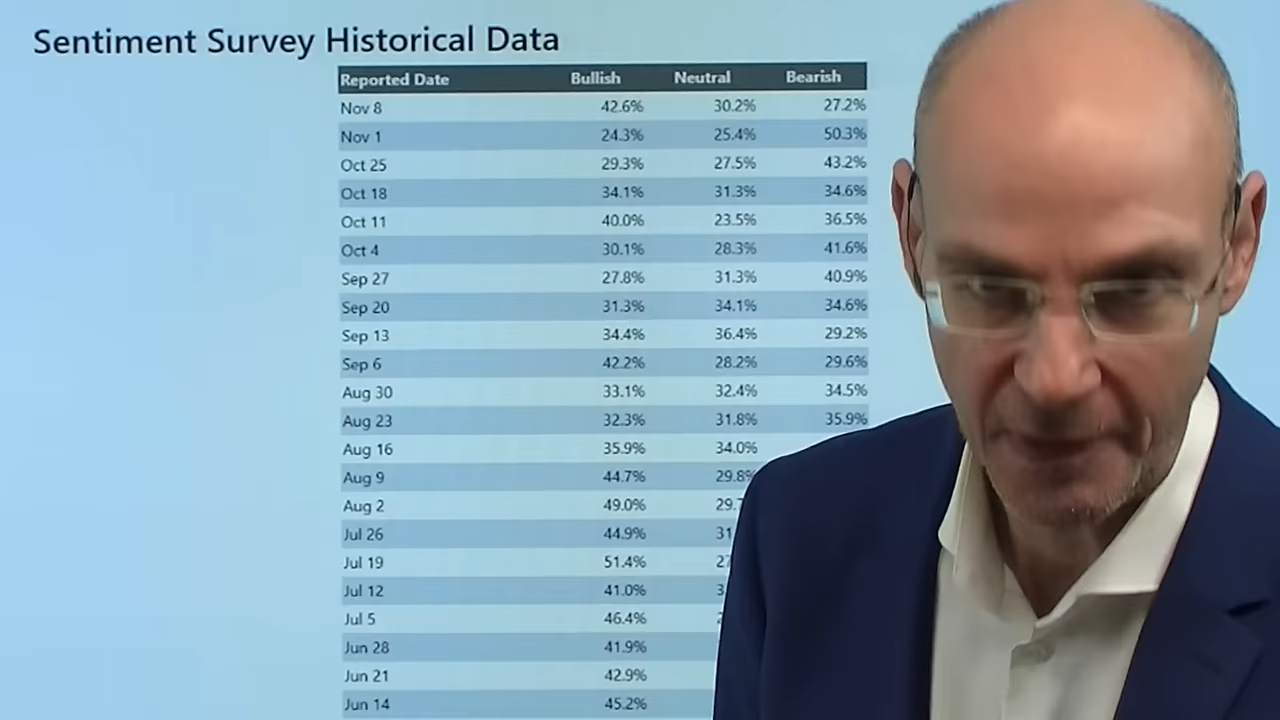 Sentiment Survey Historical Data
Reported Date Bullish Neutral Bearish
Nov 8 42.6% 30.2% 27.2%
Nov 1 24.3% 25.4% 50.3%
Oct 25 29.3% 27.5% 43.2%
Oct 18 34.1% 31.3% 34.6%
Oct 11 40.0% 23.5% 36.5%
Oct 4 30.1% 28.3% 41.6%
Sep 27 27.8% 31.3% 40.9%
Sep 20 31.3% 34.1% 34.6%
Sep 13 34.4% 36.4% 29.2%
Sep 6 42.2% 28.2% 29.6%
Aug 30 33.1% 32.4% 34.5%
Aug 23 32.3% 31.8% 35.9%
Aug 16 35.9% 34.0%
Aug 9 44.7% 29.8%
Aug 2 49.0% 29.
Jul 26 44.9% 31
Jul 19 51.4% 27
Jul 12 41.0% 3
Jul 5 46.4%
Jun 28 41.9%
Jun 21 42.9%
Jun 14 45.2%